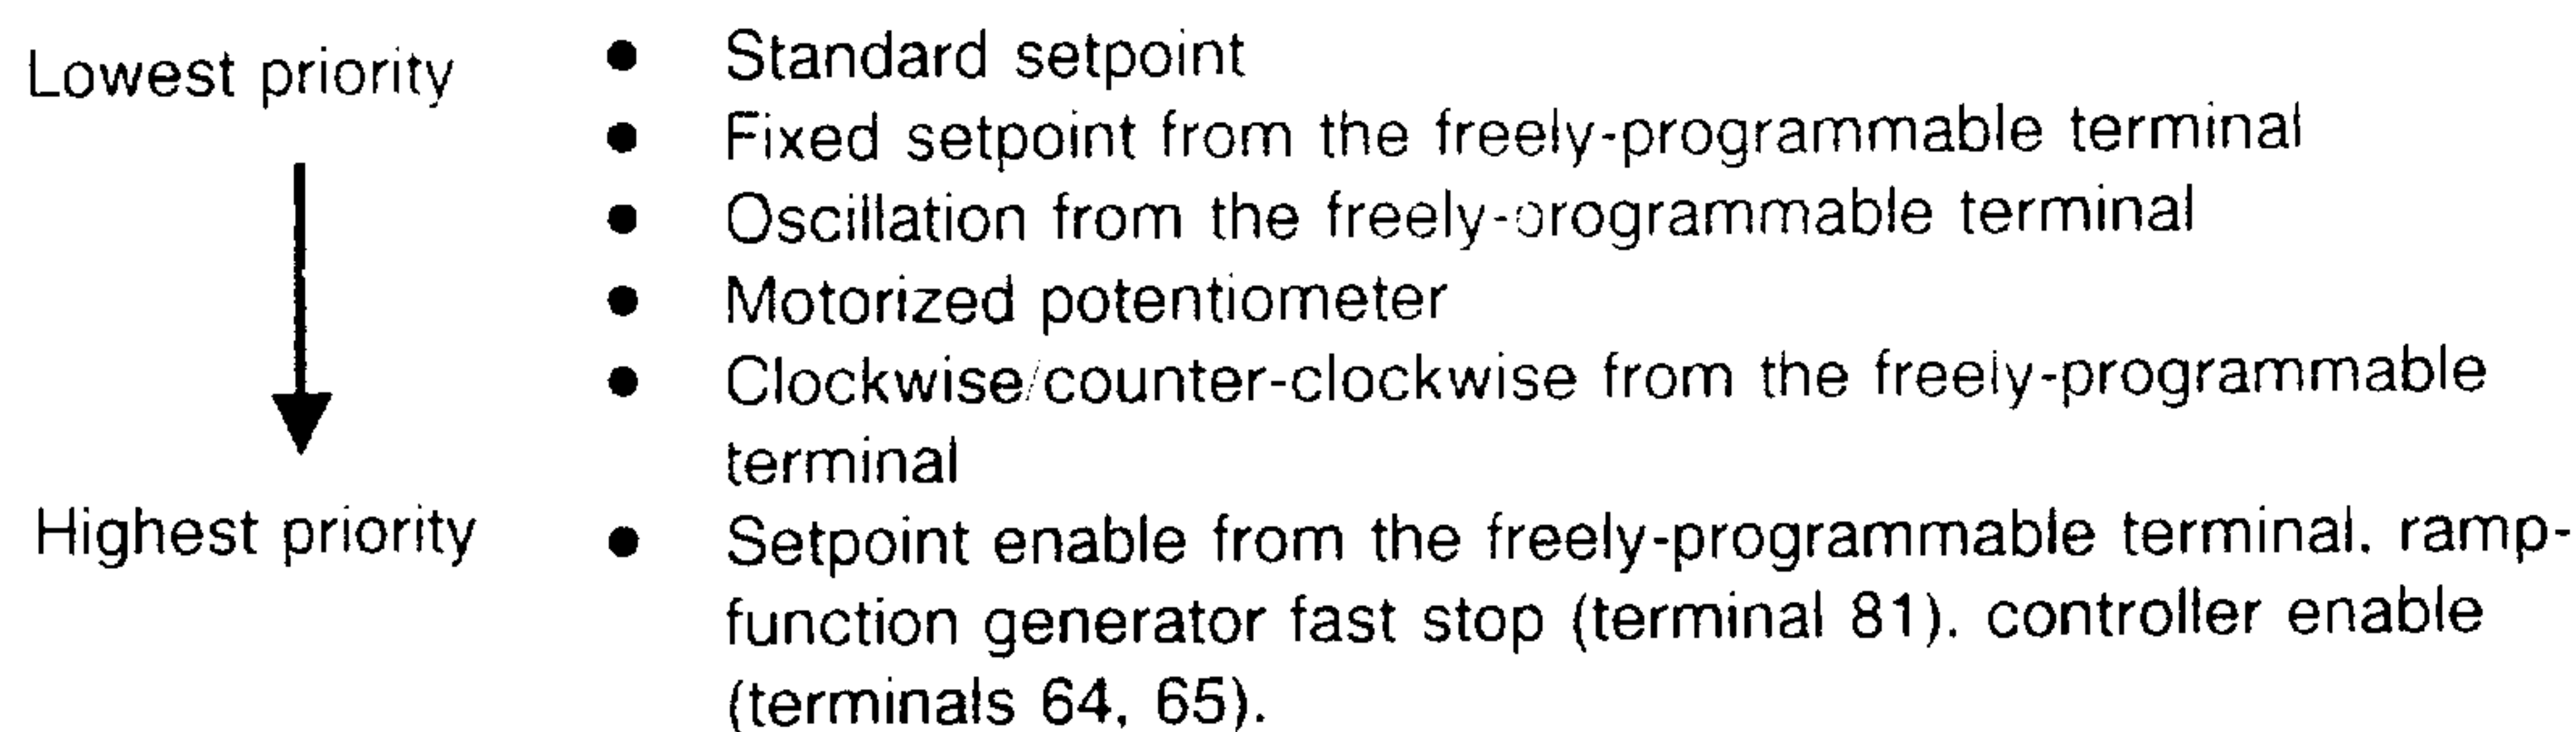 Lowest priority
● Standard setpoint
● Fixed setpoint from the freely-programmable terminal
● Oscillation from the freely-programmable terminal
● Motorized potentiometer
● Clockwise/counter-clockwise from the freely-programmable
terminal
Highest priority
● Setpoint enable from the freely-programmable terminal. ramp-
function generator fast stop (terminal 81). controller enable
(terminals 64, 65).